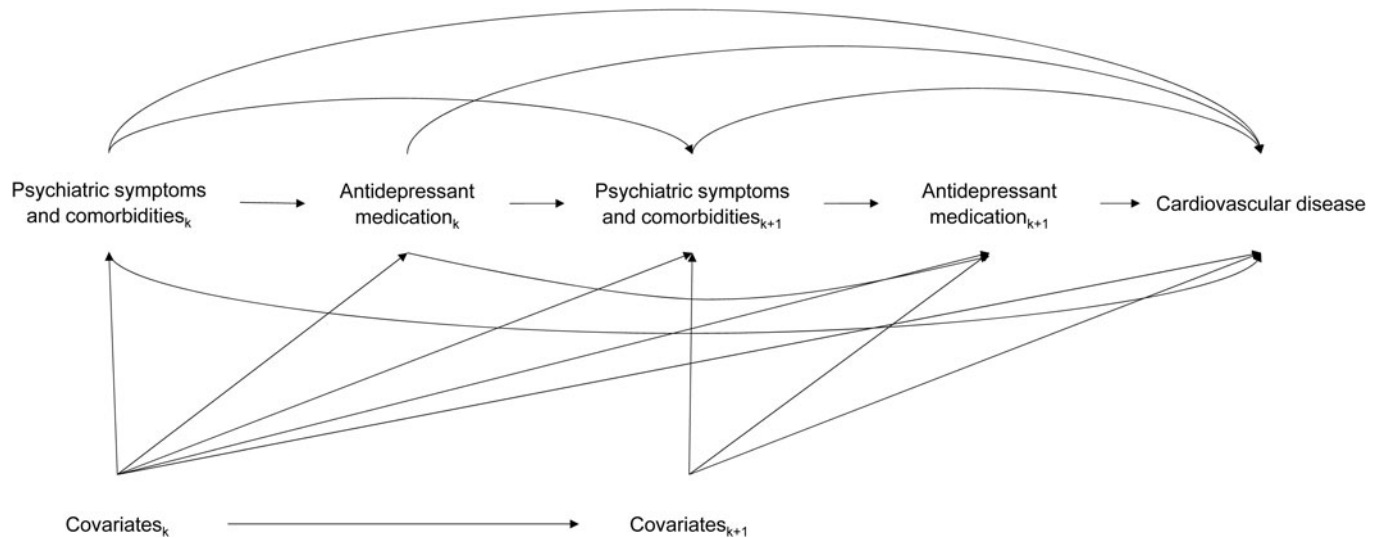 Psychiatric symptoms
and comorbiditiesₖ
Antidepressant
medicationₖ
Psychiatric symptoms
and comorbiditiesₖ₊₁
Antidepressant
medicationₖ₊₁
Cardiovascular disease
Covariatesₖ
Covariatesₖ₊₁